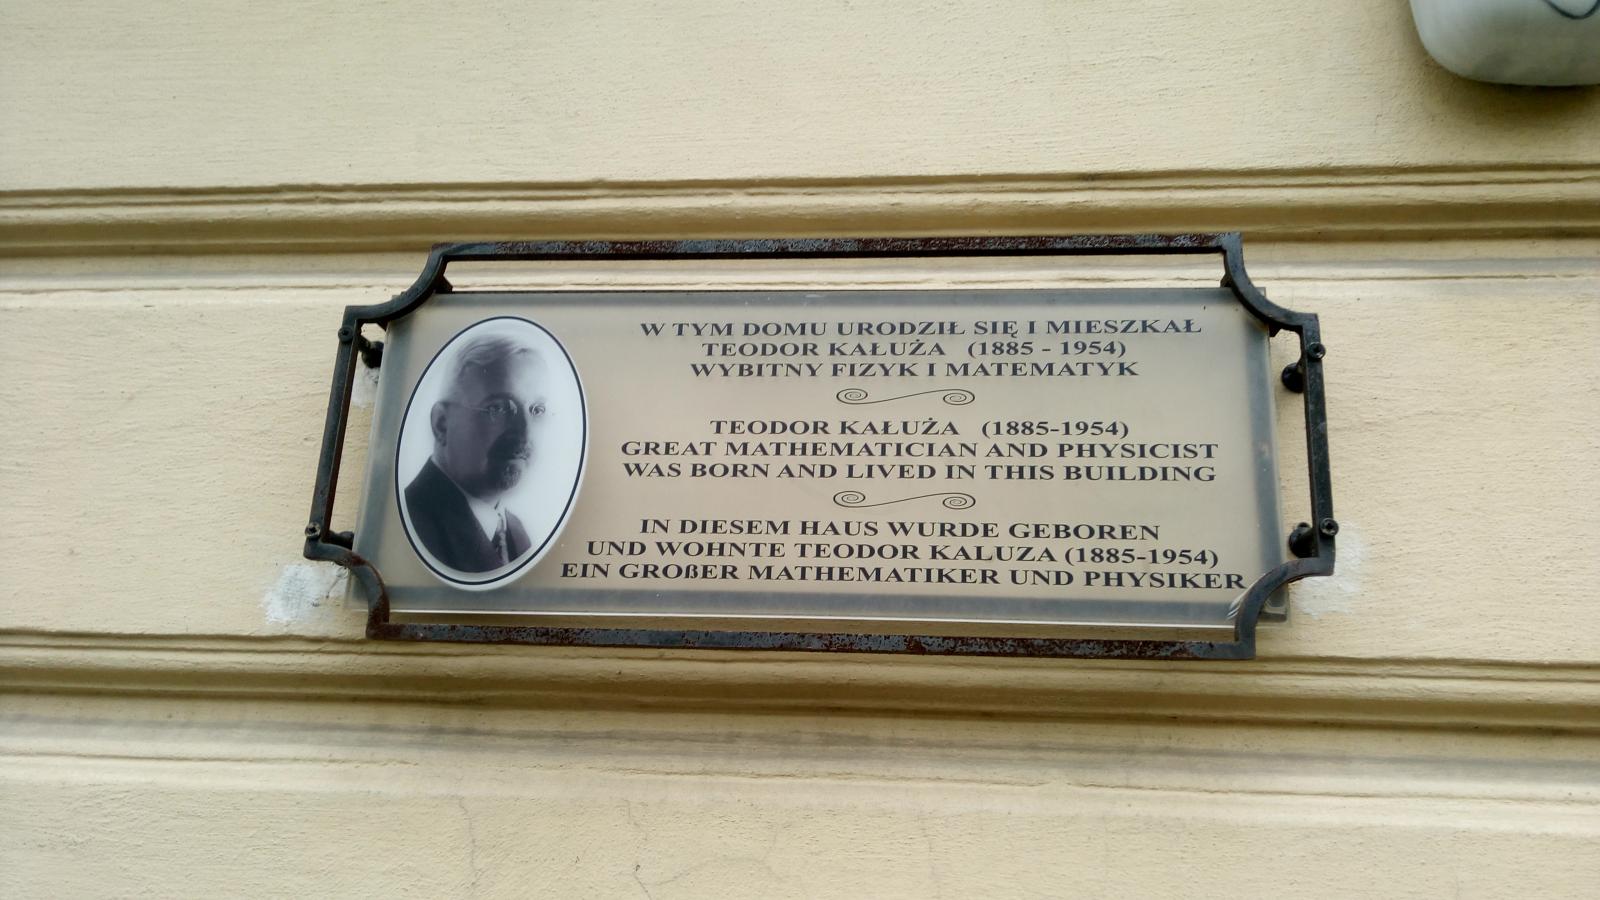 W TYM DOMU URODZIŁ SIĘ I MIESZKAŁ
TEODOR KAŁUŻA (1885 - 1954)
WYBITNY FIZYK I MATEMATYK
TEODOR KAŁUŻA (1885-1954)
GREAT MATHEMATICIAN AND PHYSICIST
WAS BORN AND LIVED IN THIS BUILDING
IN DIESEM HAUS WURDE GEBOREN
UND WOHNTE TEODOR KALUZA (1885-1954)
EIN GROßER MATHEMATIKER UND PHYSIKER